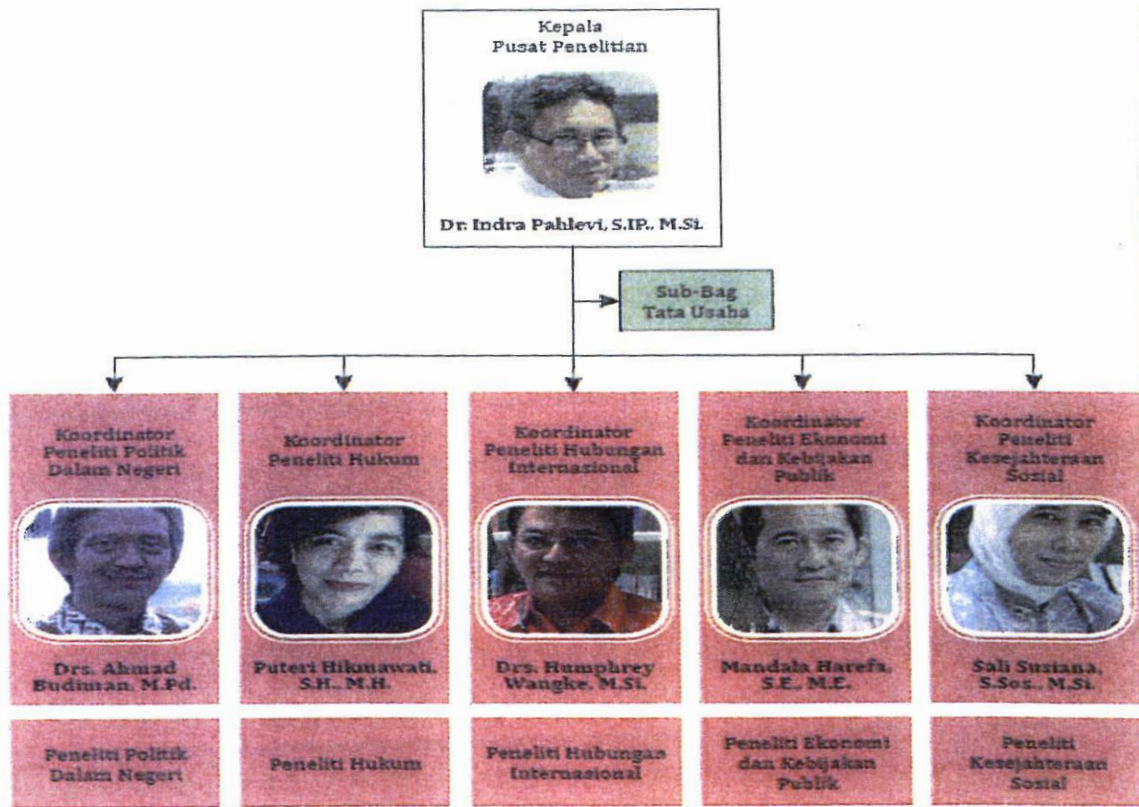 Kepala
Pusat Penelitian
Dr. Indra Pahlevi, S.IP., M.Si.
Sub-Bag
Tata Usaha
Koordinator
Peneliti Politik
Dalam Negeri
Drs. Ahmad
Budiman, M.Pd.
Koordinator
Peneliti Hukum
Puteri Hikmawati,
S.H., M.H.
Koordinator
Peneliti Hubungan
Internasional
Drs. Humphrey
Wangke, M.Si.
Koordinator
Peneliti Ekonomi
dan Kebijakan
Publik
Mandala Harefa,
S.E., M.E.
Koordinator
Peneliti
Kesejahteraan
Sosial
Sali Susiana,
S.Sos., M.Si.
Peneliti Politik
Dalam Negeri
Peneliti Hukum
Peneliti Hubungan
Internasional
Peneliti Ekonomi
dan Kebijakan
Publik
Peneliti
Kesejahteraan
Sosial